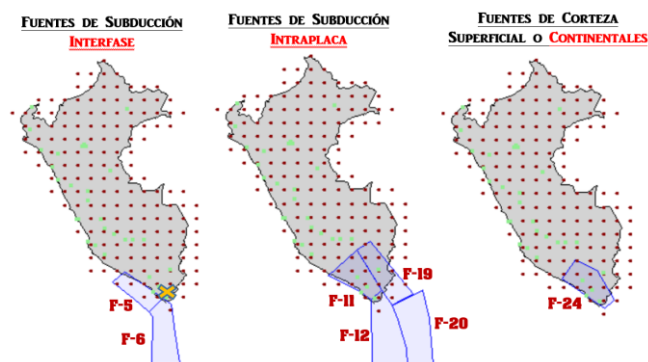 FUENTES DE SUBDUCCIÓN
INTERFASE
F-5
F-6
FUENTES DE SUBDUCCIÓN
INTRAPLACA
F-19
F-11
F-12
F-20
FUENTES DE CORTEZA
SUPERFICIAL O CONTINENTALES
F-24